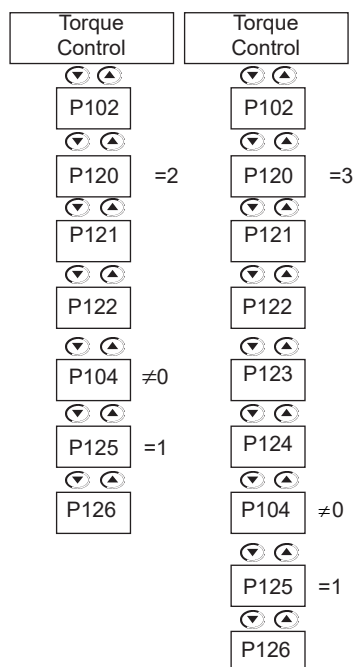 Torque
Control
P102
P120 =2
P121
P122
P104 ≠0
P125 =1
P126
Torque
Control
P102
P120 =3
P121
P122
P123
P124
P104 ≠0
P125 =1
P126